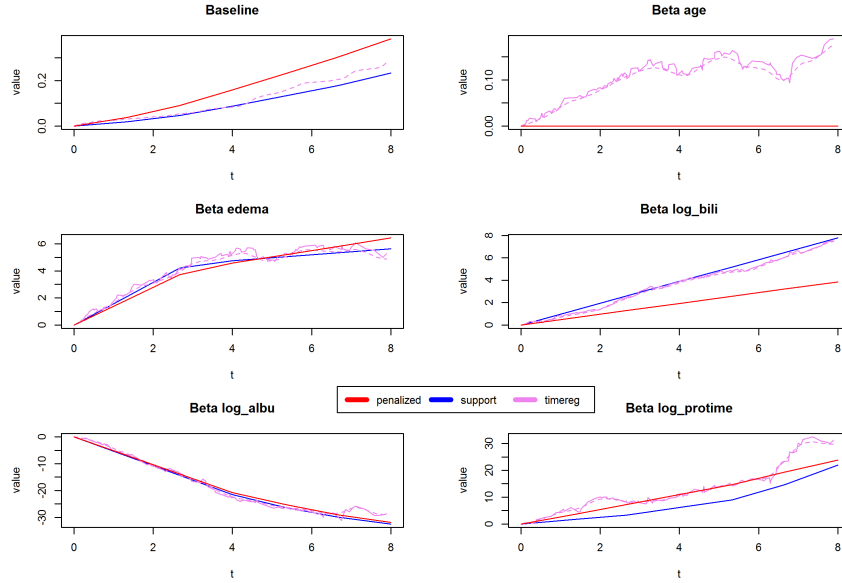 Baseline
value
0.0
0.2
0
2
4
6
8
t
Beta age
value
0.00
0.10
0
2
4
6
8
t
Beta edema
value
0
2
4
6
0
2
4
6
8
t
Beta log_bili
value
0
2
4
6
8
0
2
4
6
8
t
penalized support timereg
Beta log_albu
value
-30
-20
-10
0
0
2
4
6
8
t
Beta log_protime
value
0
10
20
30
0
2
4
6
8
t